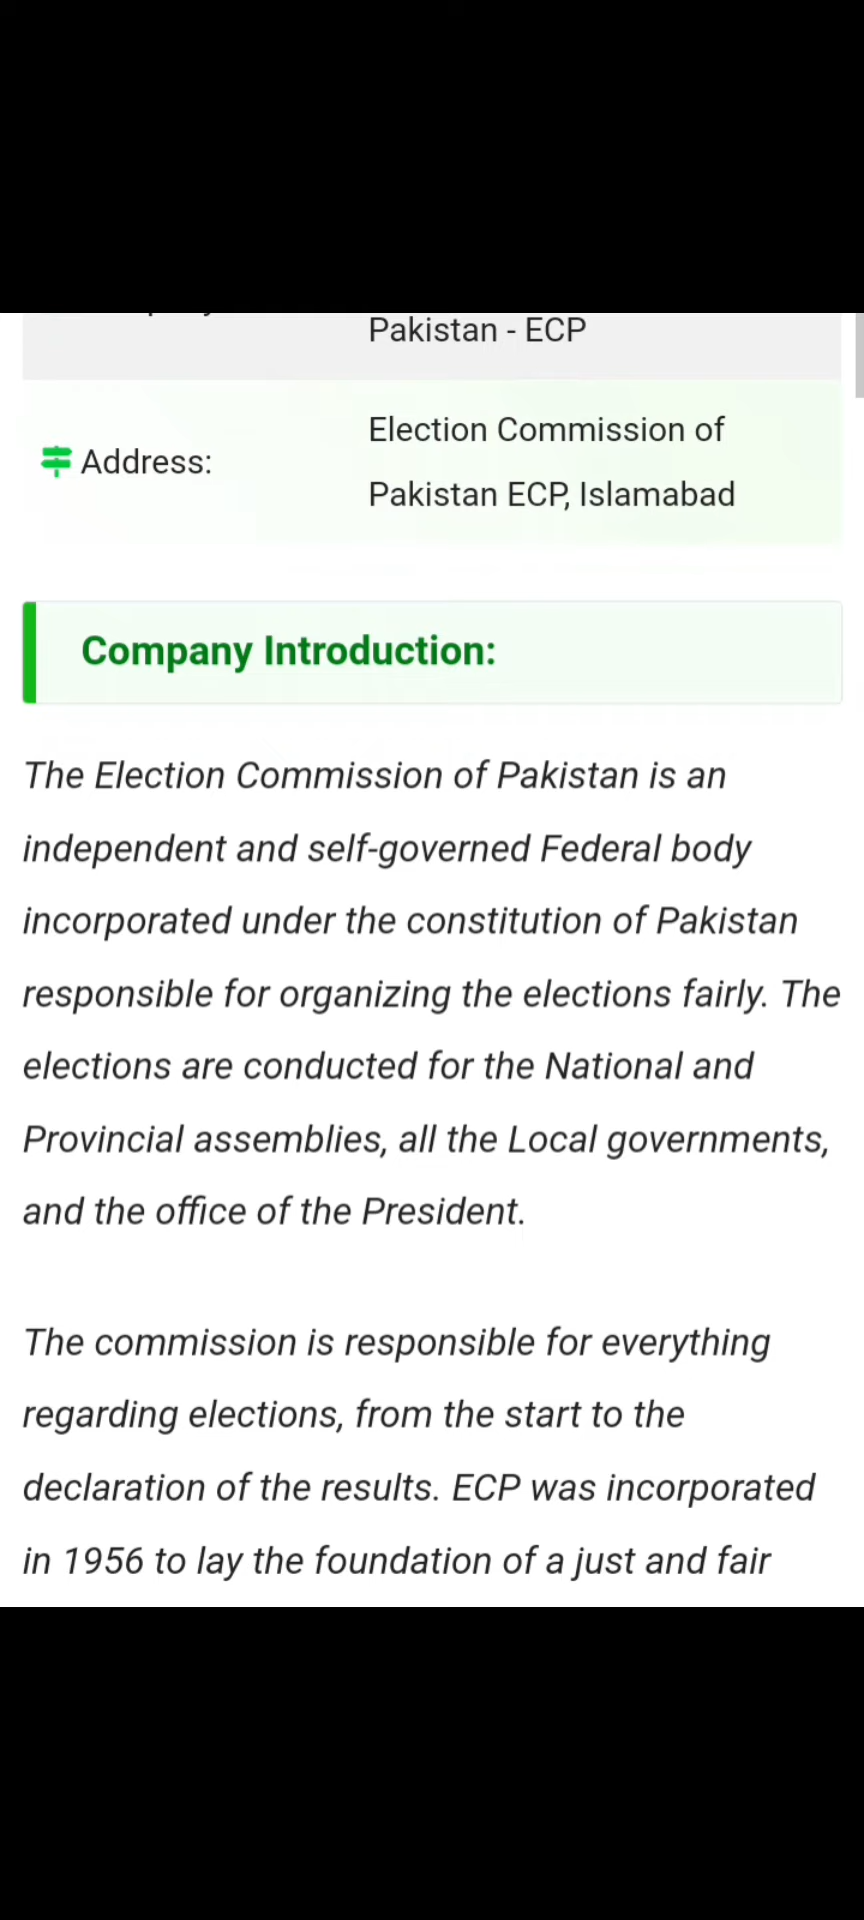 Pakistan - ECP
Election Commission of
Address:
Pakistan ECP, Islamabad
Company Introduction:
The Election Commission of Pakistan is an
independent and self-governed Federal body
incorporated under the constitution of Pakistan
responsible for organizing the elections fairly. The
elections are conducted for the National and
Provincial assemblies, all the Local governments,
and the office of the President.
The commission is responsible for everything
regarding elections, from the start to the
declaration of the results. ECP was incorporated
in 1956 to lay the foundation of a just and fair